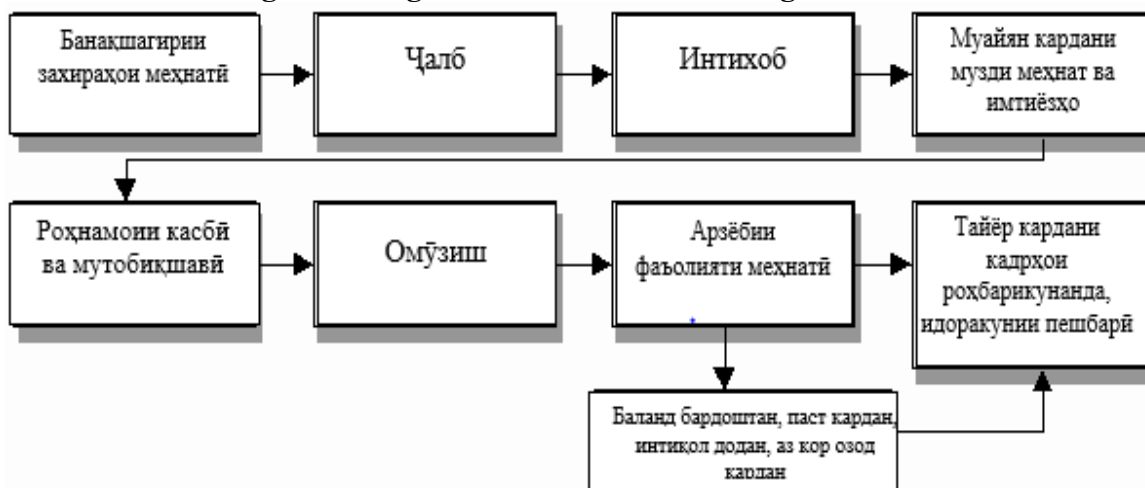 Банақшагирии
захираҳои меҳнатӣ
Ҷалб
Интихоб
Муайян кардани
музди меҳнат ва
имтиёзҳо
Роҳнамоии касбӣ
ва мутобиқшавӣ
Омӯзиш
Арзёбии
фаъолияти меҳнатӣ
Тайёр кардани
кадрҳои
роҳбарикунанда,
идоракунии пешбарӣ
Баланд бардоштан, паст кардан,
интиқол додан, аз кор озод
кардан